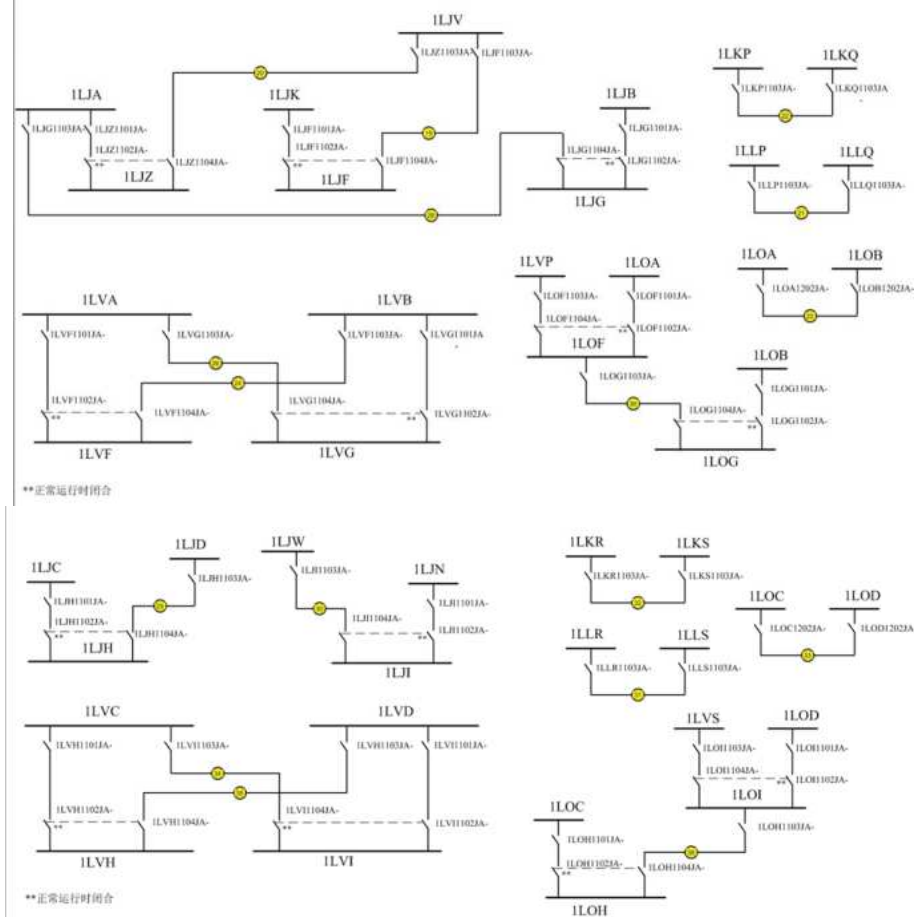 1LJV
1LJZ1103JA-
1LJF1103JA-
1LKP
1LKQ
1LKP1103JA-
1LKQ1103JA
22
1LJA
1LJK
1LJB
1LJG1103JA
1LJZ1101JA-
1LJF1101JA-
1LJG1101JA-
1LJZ1102JA-
1LJF1102JA-
1LJG1104JA-
**
1LJZ1104JA-
**
1LJF1104JA-
**
1LJG1102JA-
1LJZ
1LJF
1LJG
1LLP
1LLQ
1LLP1103JA-
1LLQ1103JA-
21
1LVP
1LOA
1LOF1103JA-
1LOF1101JA-
1LOF1104JA-
**
1LOF1102JA-
1LOF
1LOA
1LOB
1LOA1202JA-
1LOB1202JA-
1LVA
1LVB
1LVF1101JA-
1LVG1103JA-
1LVF1103JA-
1LVG1101JA
1LVF1102JA-
**
1LVF1104JA-
1LVG1104JA-
**
1LVG1102JA-
1LVF
1LVG
1LOG1103JA-
1LOB
1LOG1101JA-
1LOG1104JA-
**
1LOG1102JA-
1LOG
**正常运行时闭合
1LJC
1LJD
1LJW
1LJN
1LJH1101JA-
1LJH1103JA-
1LJI1103JA-
1LJI1101JA-
1LJH1102JA-
**
1LJH1104JA-
1LJI1104JA-
**
1LJI1102JA-
1LJH
1LJI
1LKR
1LKS
1LKR1103JA-
1LKS1103JA-
32
1LLR
1LLS
1LLR1103JA-
1LLS1103JA-
31
1LOC
1LOD
1LOC1202JA-
1LOD1202JA
33
1LVC
1LVD
1LVH1101JA-
1LVI1103JA-
1LVH1103JA-
1LVI1101JA-
1LVH1102JA-
**
1LVH1104JA-
1LVI1104JA-
**
1LVI1102JA-
1LVH
1LVI
1LVS
1LOD
1LOI1103JA-
1LOI1101JA-
1LOI1104JA-
**
1LOI1102JA-
1LOI
1LOC
1LOH1101JA-
1LOH1103JA-
1LOH1102JA-
**
1LOH1104JA-
1LOH
**正常运行时闭合